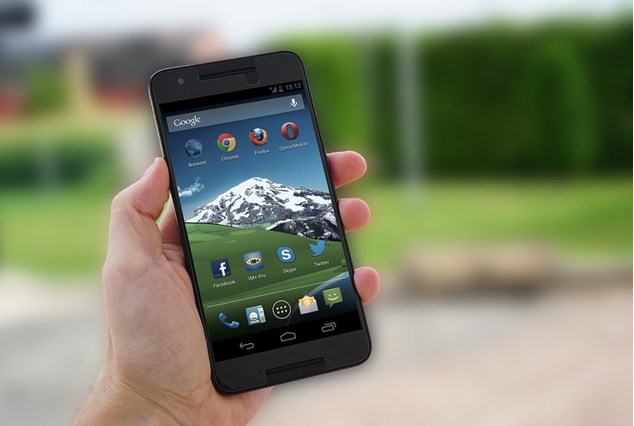 15:12
Google
Browser Chrome Firefox Opera Mobile
Facebook IM+ Pro Skype Twitter